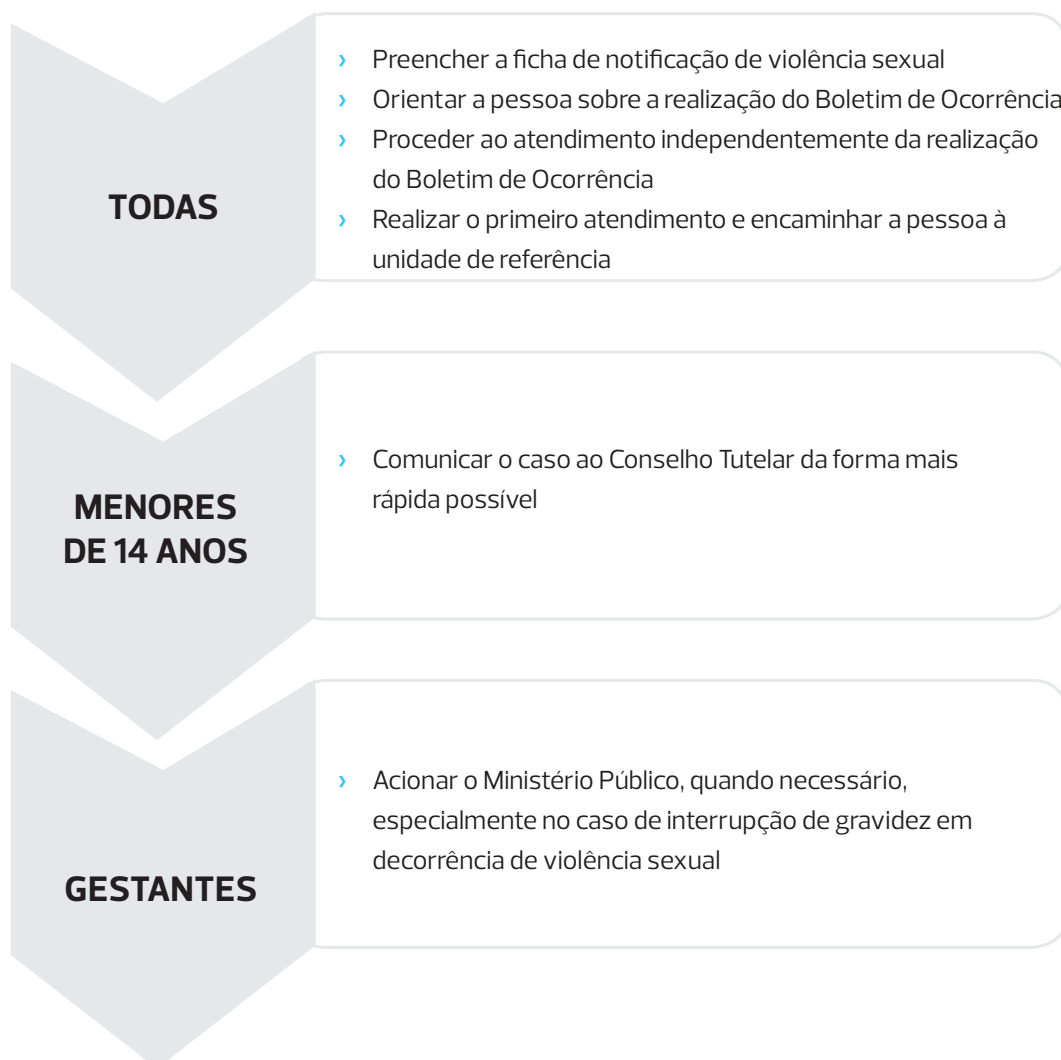 TODAS
› Preencher a ficha de notificação de violência sexual
› Orientar a pessoa sobre a realização do Boletim de Ocorrência
› Proceder ao atendimento independentemente da realização
do Boletim de Ocorrência
› Realizar o primeiro atendimento e encaminhar a pessoa à
unidade de referência
MENORES
DE 14 ANOS
› Comunicar o caso ao Conselho Tutelar da forma mais
rápida possível
GESTANTES
› Acionar o Ministério Público, quando necessário,
especialmente no caso de interrupção de gravidez em
decorrência de violência sexual